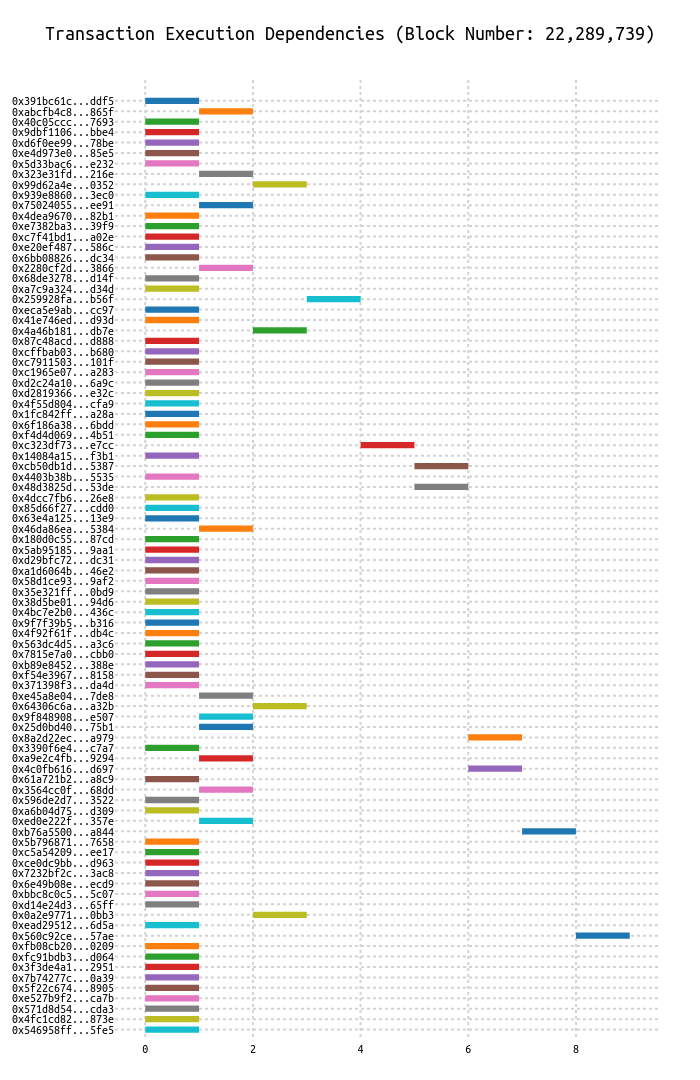 Transaction Execution Dependencies (Block Number: 22,289,739)
0x391bc61c...ddf5
0xabcfb4c8...865f
0x40c05ccc...7693
0x9dbf1106...bbe4
0xd6f0ee99...78be
0xe4d973e0...85e5
0x5d33bac6...e232
0x323e31fd...216e
0x99d62a4e...0352
0x939e8860...3ec0
0x75024055...ee91
0x4dea9670...82b1
0xe7382ba3...39f9
0xc7f41bd1...a02e
0xe20ef487...586c
0x6bb08826...dc34
0x2280cf2d...3866
0x68de3278...d14f
0xa7c9a324...d34d
0x259928fa...b56f
0xeca5e9ab...cc97
0x41e746ed...d93d
0x4a46b181...db7e
0x87c48acd...d888
0xcffbab03...b680
0xc7911503...101f
0xc1965e07...a283
0xd2c24a10...6a9c
0xd2819366...e32c
0x4f55d804...cfa9
0x1fc842ff...a28a
0x6f186a38...6bdd
0xf4d4d069...4b51
0xc323df73...e7cc
0x14084a15...f3b1
0xcb50db1d...5387
0x4403b38b...5535
0x48d3825d...53de
0x4dcc7fb6...26e8
0x85d66f27...cdd0
0x63e4a125...13e9
0x46da86ea...5384
0x180d0c55...87cd
0x5ab95185...9aa1
0xd29bfc72...dc31
0xa1d6064b...46e2
0x58d1ce93...9af2
0x35e321ff...0bd9
0x38d5be01...94d6
0x4bc7e2b0...436c
0x9f7f39b5...b316
0x4f92f61f...db4c
0x563dc4d5...a3c6
0x7815e7a0...cbb0
0xb89e8452...388e
0xf54e3967...8158
0x371398f3...da4d
0xe45a8e04...7de8
0x64306c6a...a32b
0x9f848908...e507
0x25d0bd40...75b1
0x8a2d22ec...a979
0x3390f6e4...c7a7
0xa9e2c4fb...9294
0x4c0fb616...d697
0x61a721b2...a8c9
0x3564cc0f...68dd
0x596de2d7...3522
0xa6b04d75...d309
0xed0e222f...357e
0xb76a5500...a844
0x5b796871...7658
0xc5a54209...ee17
0xce0dc9bb...d963
0x7232bf2c...3ac8
0x6e49b08e...ecd9
0xbbc8c0c5...5c07
0xd14e24d3...65ff
0x0a2e9771...0bb3
0xead29512...6d5a
0x560c92ce...57ae
0xfb08cb20...0209
0xfc91bdb3...d064
0x3f3de4a1...2951
0x7b74277c...0a39
0x5f22c674...8905
0xe527b9f2...ca7b
0x571d8d54...cda3
0x4fc1cd82...873e
0x546958ff...5fe5
0 2 4 6 8